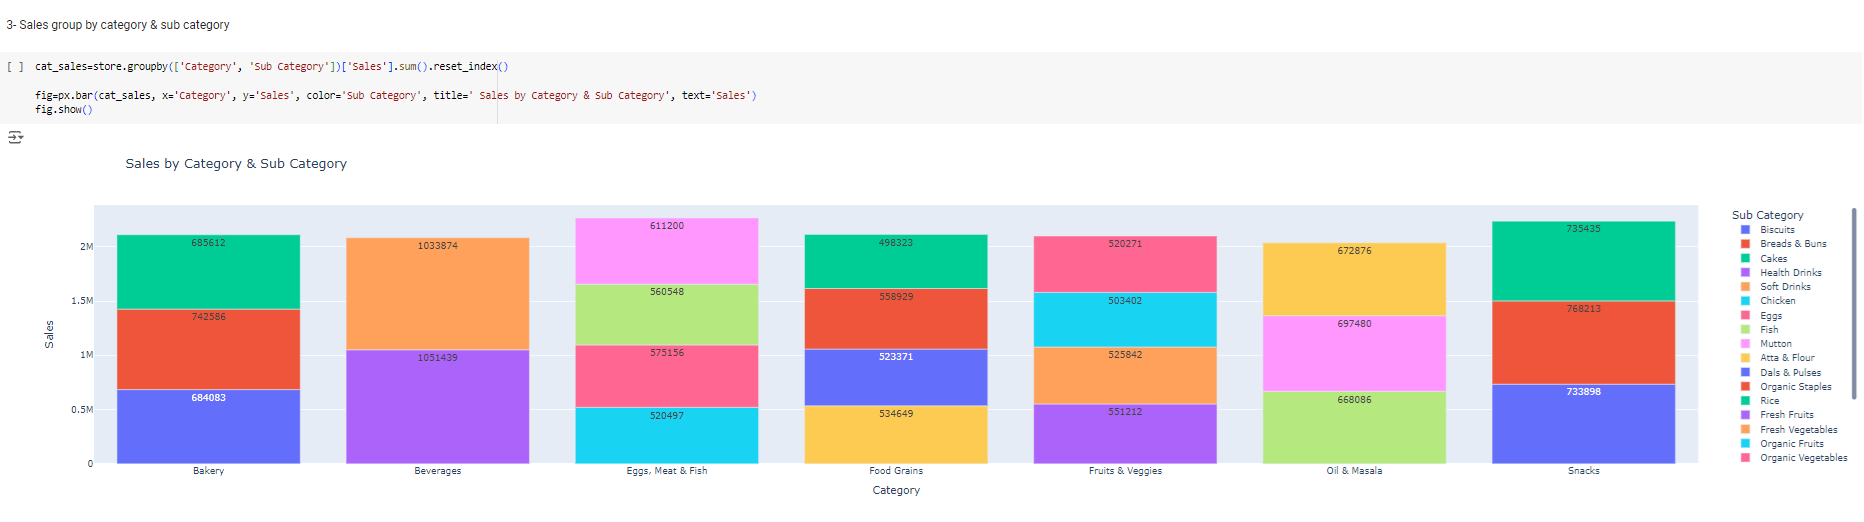 3- Sales group by category & sub category
[ ] cat_sales=store.groupby(['Category', 'Sub Category'])['Sales'].sum().reset_index()
fig=px.bar(cat_sales, x='Category', y='Sales', color='Sub Category', title=' Sales by Category & Sub Category', text='Sales')
fig.show()
Sales by Category & Sub Category
Sales
2M
1.5M
1M
0.5M
0
685612
742586
684083
1033874
1051439
611200
560548
575156
520497
498323
558929
523371
534649
520271
503402
525842
551212
672876
697480
668086
735435
768213
733898
Bakery
Beverages
Eggs, Meat & Fish
Food Grains
Fruits & Veggies
Oil & Masala
Snacks
Category
Sub Category
Biscuits
Breads & Buns
Cakes
Health Drinks
Soft Drinks
Chicken
Eggs
Fish
Mutton
Atta & Flour
Dals & Pulses
Organic Staples
Rice
Fresh Fruits
Fresh Vegetables
Organic Fruits
Organic Vegetables